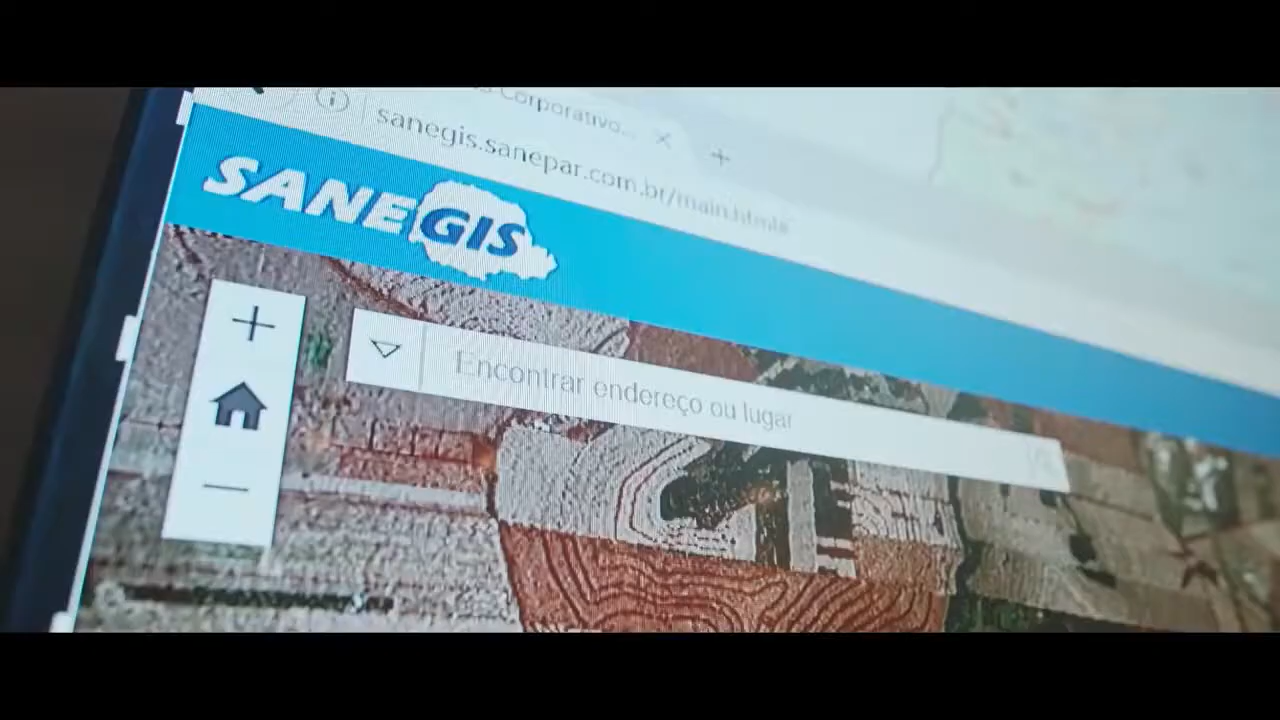 Corporativo...
sanegis.sanepar.com.br/main.html#
SANEGIS
Encontrar endereço ou lugar